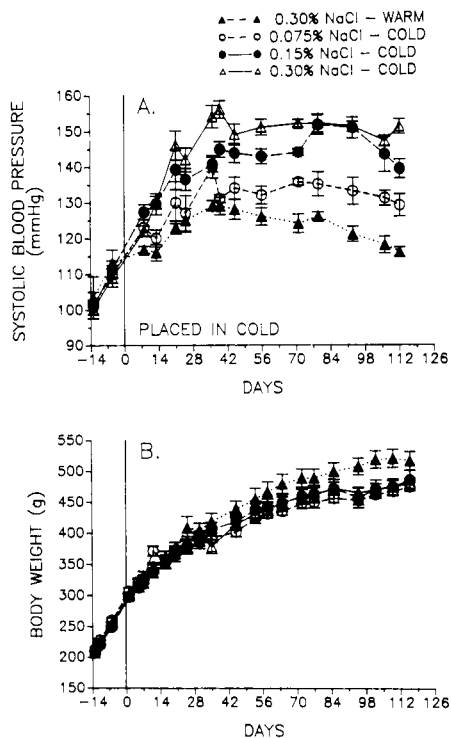 0.30% NaCl – WARM
0.075% NaCl – COLD
0.15% NaCl – COLD
0.30% NaCl – COLD
A.
SYSTOLIC BLOOD PRESSURE
(mmHg)
160
150
140
130
120
110
100
90
PLACED IN COLD
-14 0 14 28 42 56 70 84 98 112 126
DAYS
B.
BODY WEIGHT (g)
550
500
450
400
350
300
250
200
150
-14 0 14 28 42 56 70 84 98 112 126
DAYS